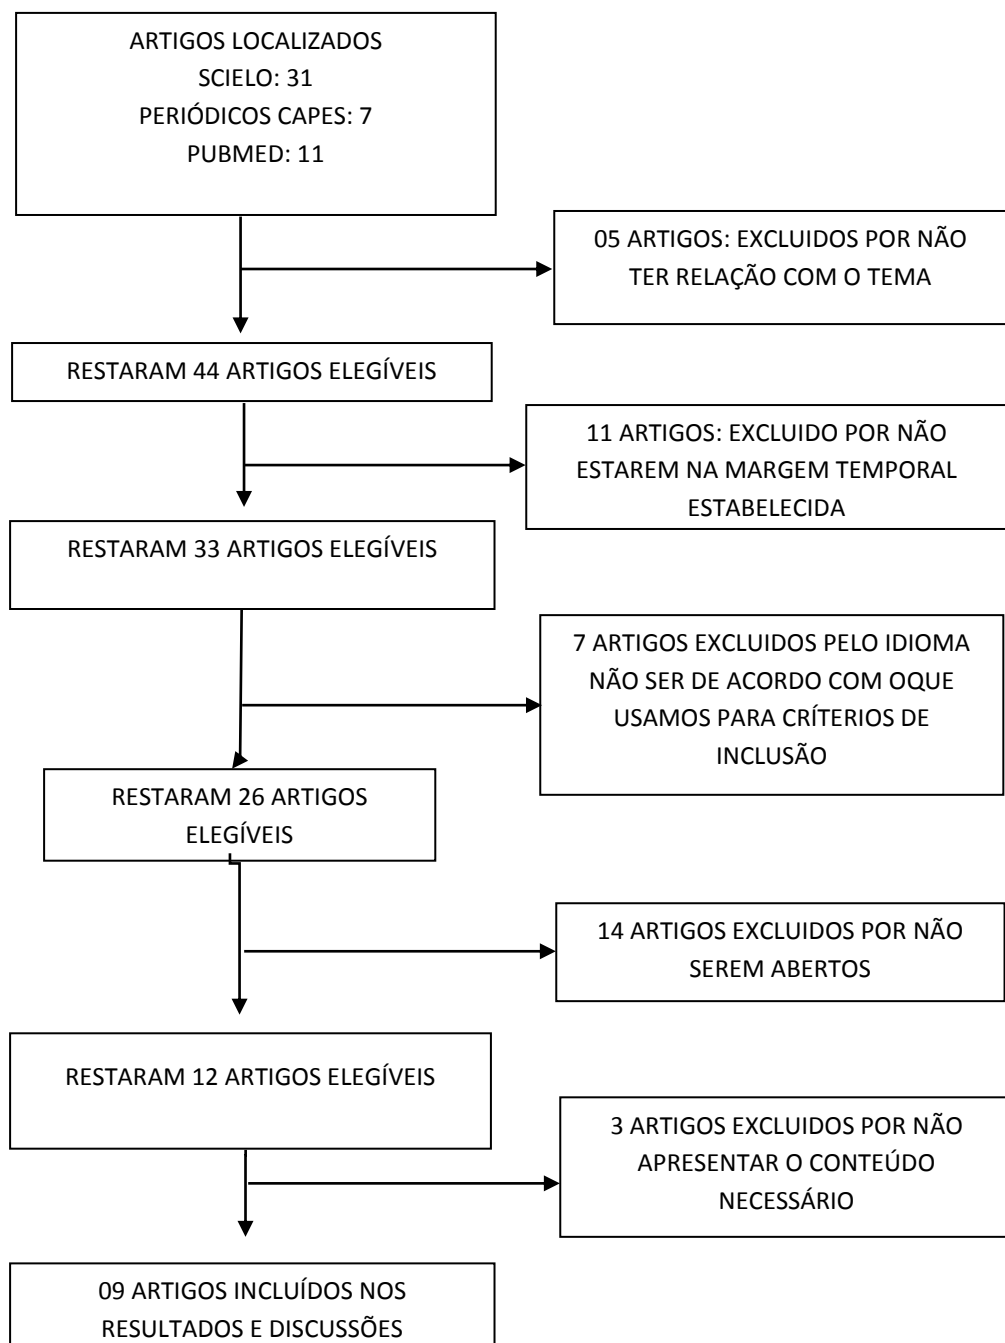 ARTIGOS LOCALIZADOS
SCIELO: 31
PERIÓDICOS CAPES: 7
PUBMED: 11
05 ARTIGOS: EXCLUIDOS POR NÃO
TER RELAÇÃO COM O TEMA
RESTARAM 44 ARTIGOS ELEGÍVEIS
11 ARTIGOS: EXCLUIDO POR NÃO
ESTAREM NA MARGEM TEMPORAL
ESTABELECIDA
RESTARAM 33 ARTIGOS ELEGÍVEIS
7 ARTIGOS EXCLUIDOS PELO IDIOMA
NÃO SER DE ACORDO COM OQUE
USAMOS PARA CRÍTERIOS DE
INCLUSÃO
RESTARAM 26 ARTIGOS
ELEGÍVEIS
14 ARTIGOS EXCLUIDOS POR NÃO
SEREM ABERTOS
RESTARAM 12 ARTIGOS ELEGÍVEIS
3 ARTIGOS EXCLUIDOS POR NÃO
APRESENTAR O CONTEÚDO
NECESSÁRIO
09 ARTIGOS INCLUÍDOS NOS
RESULTADOS E DISCUSSÕES